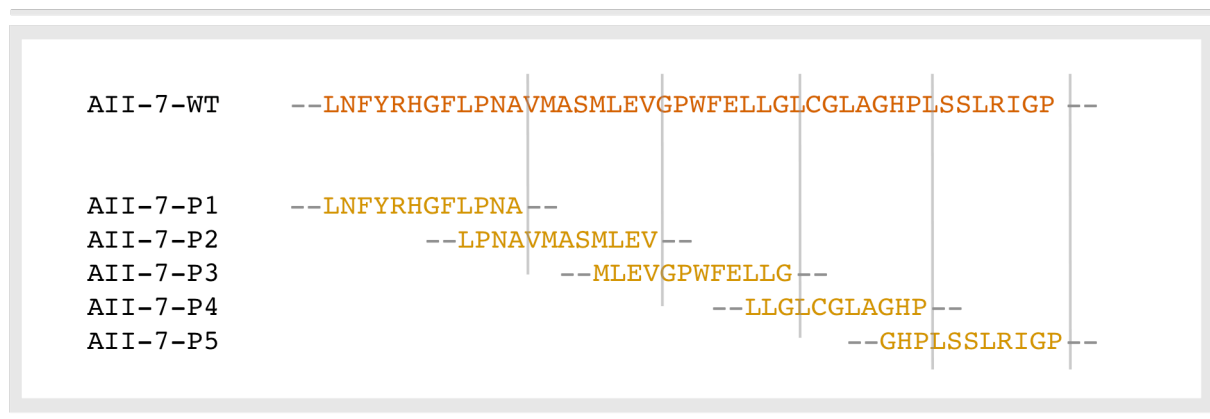 AII-7-WT --LNFYRHGFLPNAVMASMLEVGPWFELLGLCGLAGHPLSSLRIGP--
AII-7-P1 --LNFYRHGFLPNA--
AII-7-P2 --LPNAVMASMLEV--
AII-7-P3 --MLEVGPWFELLG--
AII-7-P4 --LLGLCGLAGHP--
AII-7-P5 --GHPLSSLRIGP--